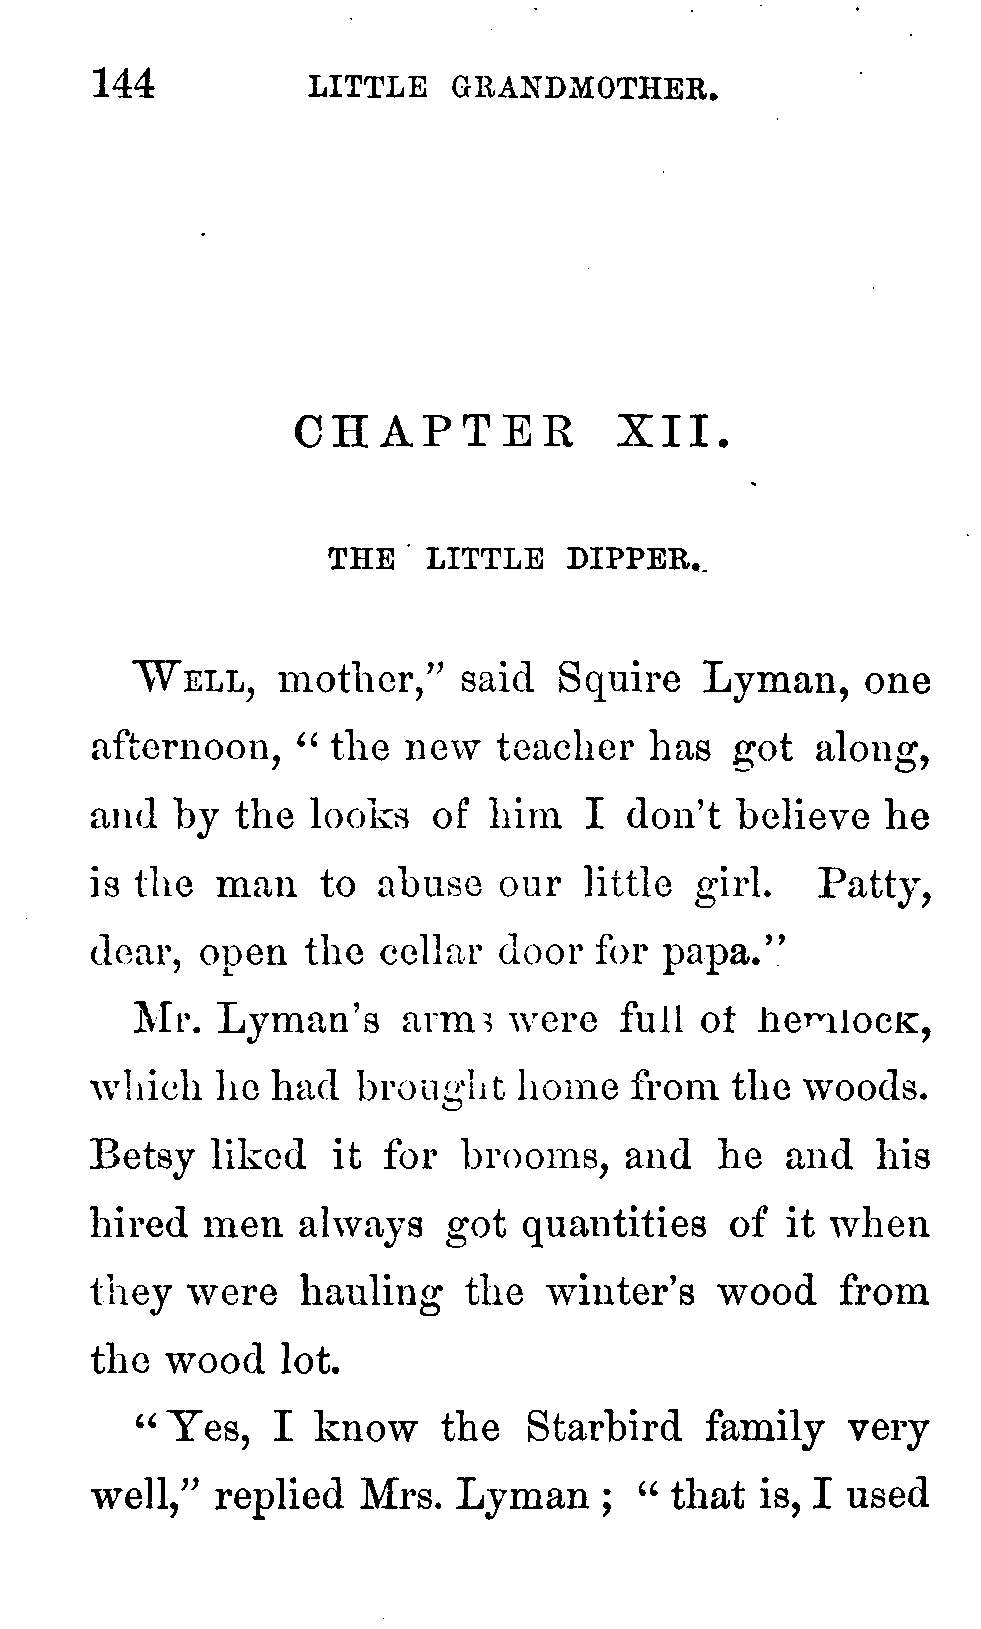 144 LITTLE GRANDMOTHER.
CHAPTER XII.
THE LITTLE DIPPER.
WELL, mother,” said Squire Lyman, one
afternoon, “ the new teacher has got along,
and by the looks of him I don't believe he
is the man to abuse our little girl. Patty,
dear, open the cellar door for papa.”
Mr. Lyman's arms were full of hemlock,
which he had brought home from the woods.
Betsy liked it for brooms, and he and his
hired men always got quantities of it when
they were hauling the winter's wood from
the wood lot.
“ Yes, I know the Starbird family very
well,” replied Mrs. Lyman ; “ that is, I used